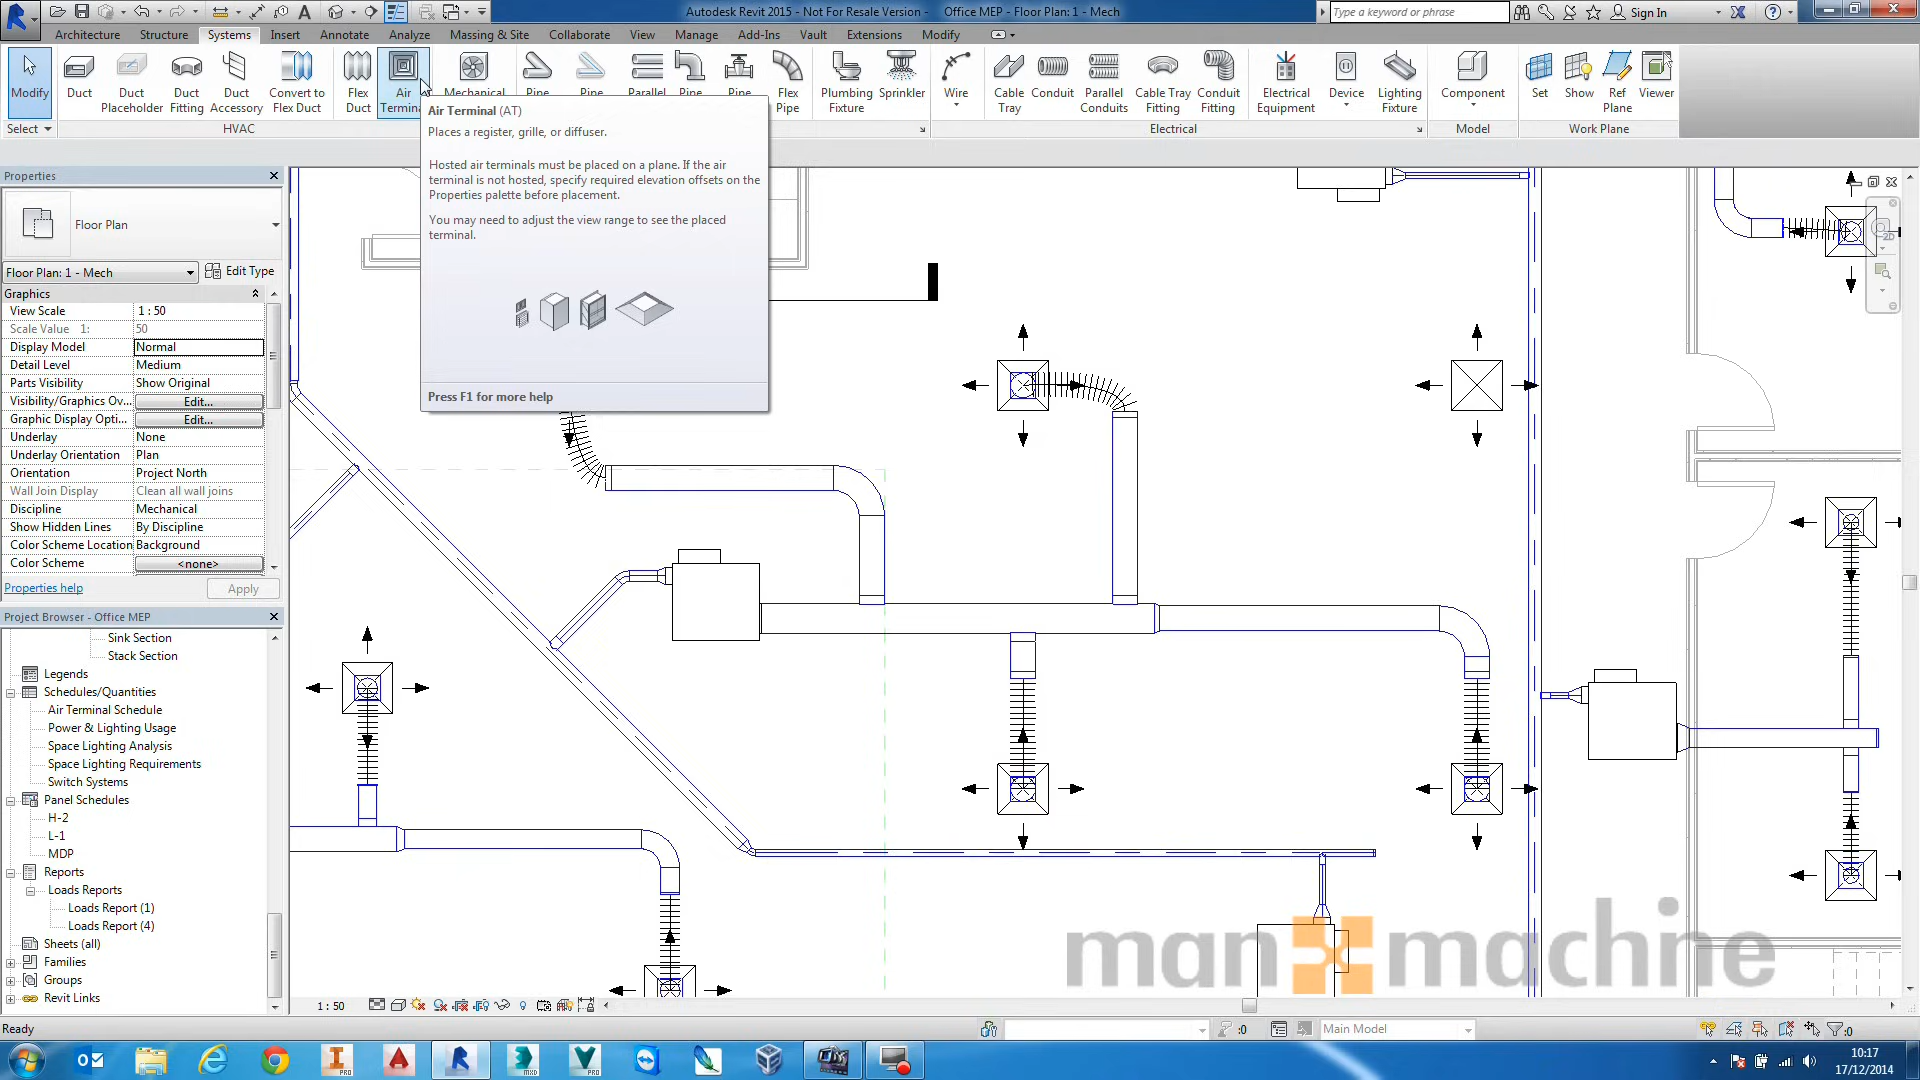 Autodesk Revit 2015 - Not For Resale Version - Office MEP - Floor Plan: 1 - Mech
Type a keyword or phrase
Sign In
Architecture Structure Systems Insert Annotate Analyze Massing & Site Collaborate View Manage Add-Ins Vault Extensions Modify
Modify
Duct
Duct Placeholder
Duct Fitting
Duct Accessory
Convert to Flex Duct
Flex Duct
Air Termina
Mechanical
Pipe
Pipe
Parallel
Pipe
Pipe
Flex Pipe
Plumbing Fixture
Sprinkler
Wire
Cable Tray
Conduit
Parallel Conduits
Cable Tray Fitting
Conduit Fitting
Electrical Equipment
Device
Lighting Fixture
Component
Set
Show
Ref Plane
Viewer
Select
HVAC
Electrical
Model
Work Plane
Air Terminal (AT)
Places a register, grille, or diffuser.
Hosted air terminals must be placed on a plane. If the air
terminal is not hosted, specify required elevation offsets on the
Properties palette before placement.
You may need to adjust the view range to see the placed
terminal.
Press F1 for more help
Properties
Floor Plan
Floor Plan: 1 - Mech
Edit Type
Graphics
View Scale 1 : 50
Scale Value 1: 50
Display Model Normal
Detail Level Medium
Parts Visibility Show Original
Visibility/Graphics Ov... Edit...
Graphic Display Opti... Edit...
Underlay None
Underlay Orientation Plan
Orientation Project North
Wall Join Display Clean all wall joins
Discipline Mechanical
Show Hidden Lines By Discipline
Color Scheme Location Background
Color Scheme <none>
Properties help
Apply
Project Browser - Office MEP
Sink Section
Stack Section
Legends
Schedules/Quantities
Air Terminal Schedule
Power & Lighting Usage
Space Lighting Analysis
Space Lighting Requirements
Switch Systems
Panel Schedules
H-2
L-1
MDP
Reports
Loads Reports
Loads Report (1)
Loads Report (4)
Sheets (all)
Families
Groups
Revit Links
2D
man machine
1 : 50
Ready
:0
Main Model
:0
10:17
17/12/2014